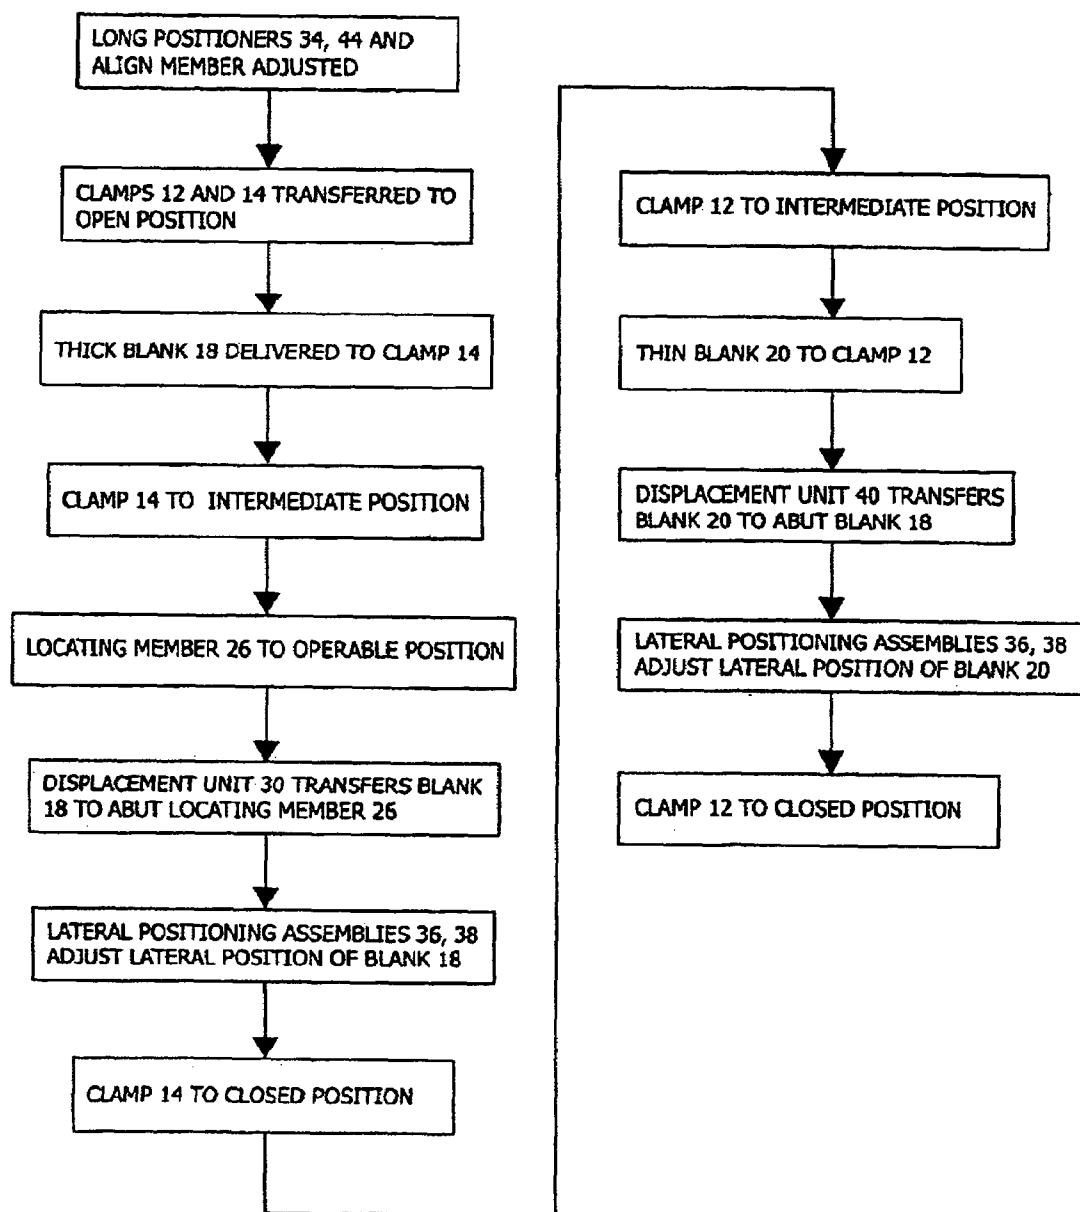 LONG POSITIONERS 34, 44 AND
ALIGN MEMBER ADJUSTED
CLAMPS 12 AND 14 TRANSFERRED TO
OPEN POSITION
THICK BLANK 18 DELIVERED TO CLAMP 14
CLAMP 14 TO INTERMEDIATE POSITION
LOCATING MEMBER 26 TO OPERABLE POSITION
DISPLACEMENT UNIT 30 TRANSFERS BLANK
18 TO ABUT LOCATING MEMBER 26
LATERAL POSITIONING ASSEMBLIES 36, 38
ADJUST LATERAL POSITION OF BLANK 18
CLAMP 14 TO CLOSED POSITION
CLAMP 12 TO INTERMEDIATE POSITION
THIN BLANK 20 TO CLAMP 12
DISPLACEMENT UNIT 40 TRANSFERS
BLANK 20 TO ABUT BLANK 18
LATERAL POSITIONING ASSEMBLIES 36, 38
ADJUST LATERAL POSITION OF BLANK 20
CLAMP 12 TO CLOSED POSITION